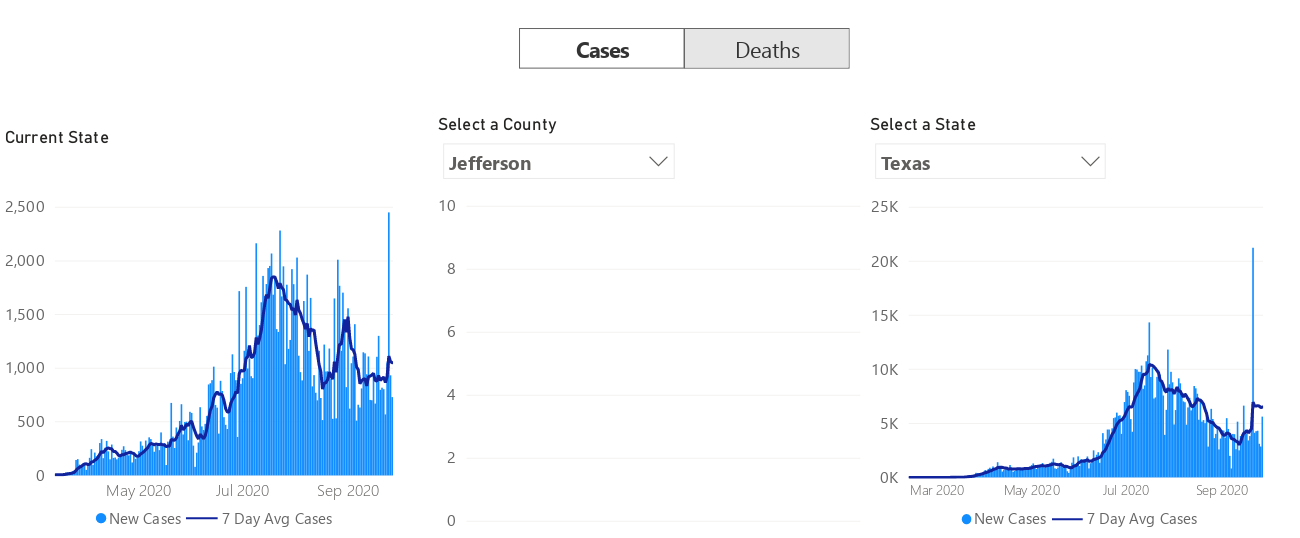 Cases Deaths
Current State
Select a County
Select a State
Jefferson
Texas
2,500
2,000
1,500
1,000
500
0
May 2020 Jul 2020 Sep 2020
New Cases 7 Day Avg Cases
10
8
6
4
2
0
25K
20K
15K
10K
5K
0K
Mar 2020 May 2020 Jul 2020 Sep 2020
New Cases 7 Day Avg Cases